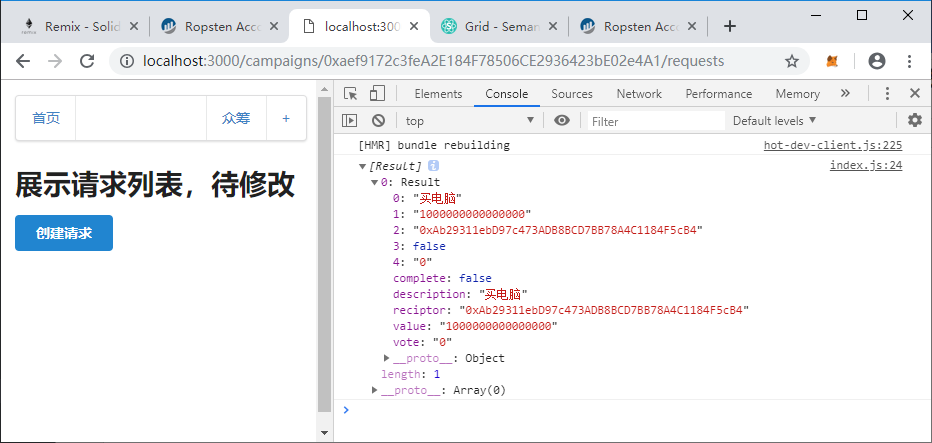 Remix - Solid
Ropsten Acco
localhost:300
Grid - Seman
Ropsten Acco
localhost:3000/campaigns/0xaef9172c3feA2E184F78506CE2936423bE02e4A1/requests
首页
众筹
+
展示请求列表，待修改
创建请求
Elements Console Sources Network Performance Memory »
top Filter Default levels
[HMR] bundle rebuilding hot-dev-client.js:225
[Result] index.js:24
0: Result
0: "买电脑"
1: "1000000000000000"
2: "0xAb29311ebD97c473ADB8BCD7BB78A4C1184F5cB4"
3: false
4: "0"
complete: false
description: "买电脑"
reciptor: "0xAb29311ebD97c473ADB8BCD7BB78A4C1184F5cB4"
value: "1000000000000000"
vote: "0"
__proto__: Object
length: 1
__proto__: Array(0)